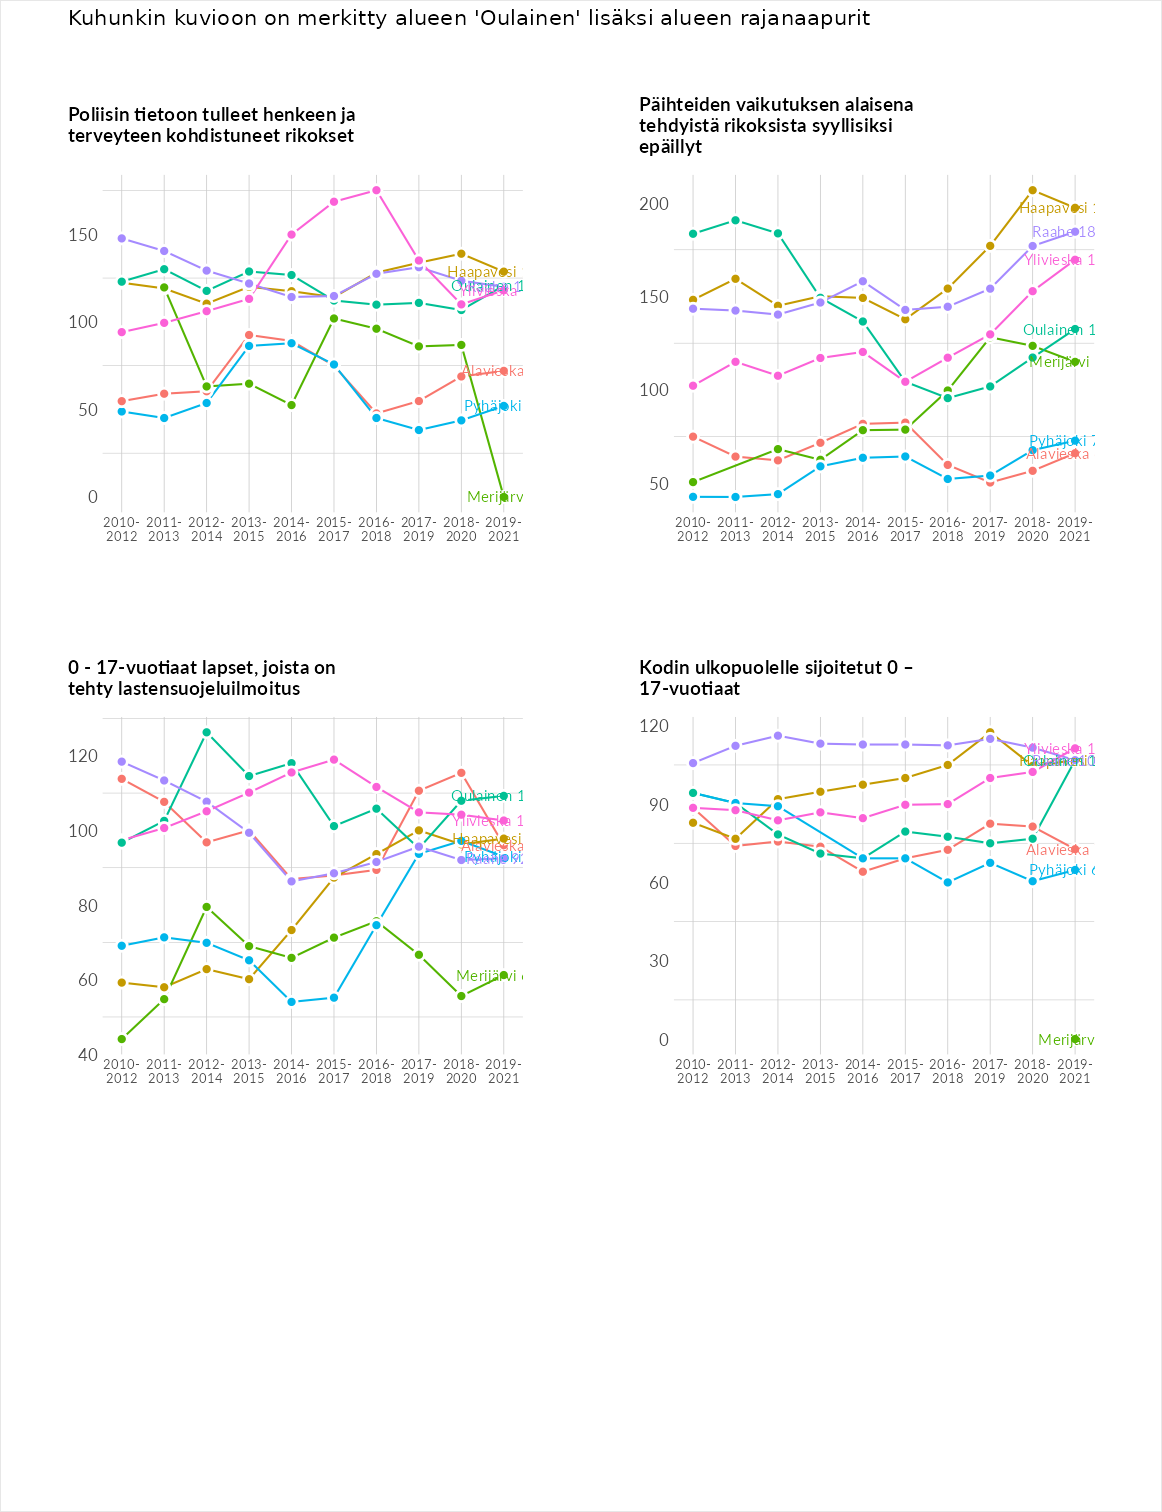 Kuhunkin kuvioon on merkitty alueen 'Oulainen' lisäksi alueen rajanaapurit
Poliisin tietoon tulleet henkeen ja
terveyteen kohdistuneet rikokset
150
100
50
0
Haapavesi
Oulainen 1
Ylivieska
Alavieska
Pyhäjoki
Merijärv
2010- 2011- 2012- 2013- 2014- 2015- 2016- 2017- 2018- 2019-
2012 2013 2014 2015 2016 2017 2018 2019 2020 2021
Päihteiden vaikutuksen alaisena
tehdyistä rikoksista syyllisiksi
epäillyt
200
150
100
50
Haapavesi 1
Raahe 18
Ylivieska 1
Oulainen 1
Merijärvi
Pyhäjoki 7
Alavieska
2010- 2011- 2012- 2013- 2014- 2015- 2016- 2017- 2018- 2019-
2012 2013 2014 2015 2016 2017 2018 2019 2020 2021
0 - 17-vuotiaat lapset, joista on
tehty lastensuojeluilmoitus
120
100
80
60
40
Oulainen 1
Ylivieska 1
Haapavesi
Alavieska
Pyhäjoki
Merijärvi 6
2010- 2011- 2012- 2013- 2014- 2015- 2016- 2017- 2018- 2019-
2012 2013 2014 2015 2016 2017 2018 2019 2020 2021
Kodin ulkopuolelle sijoitetut 0 –
17-vuotiaat
120
90
60
30
0
Ylivieska 1
Alavieska
Pyhäjoki 6
Merijärv
2010- 2011- 2012- 2013- 2014- 2015- 2016- 2017- 2018- 2019-
2012 2013 2014 2015 2016 2017 2018 2019 2020 2021